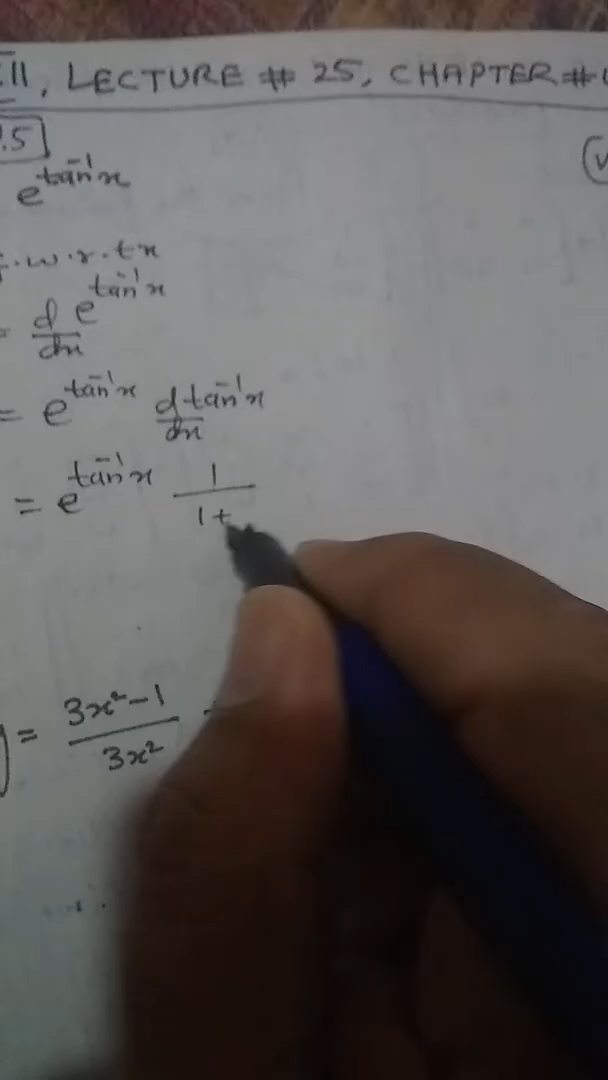 LECTURE # 25, CHAPTER #
.5
e^{tan⁻¹x}
.w.r.tx
= d/dx e^{tan⁻¹x}
= e^{tan⁻¹x} d/dx tan⁻¹x
= e^{tan⁻¹x} 1/1+
= 3x²-1/3x²